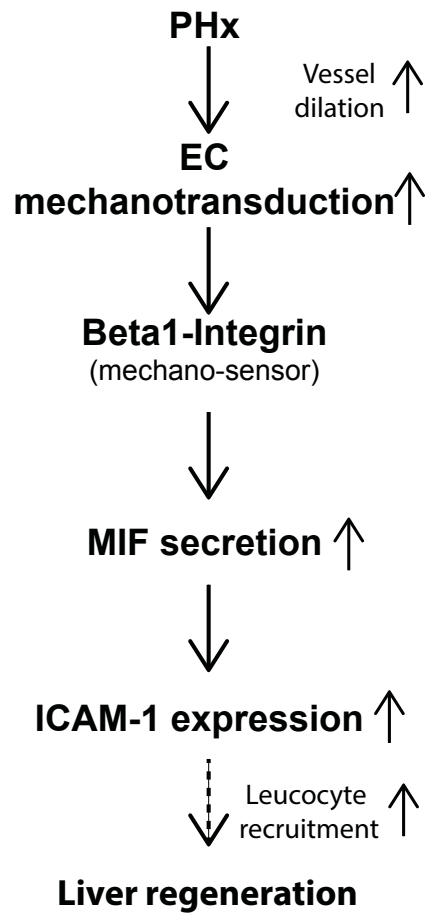 PHx
Vessel
dilation
EC
mechanotransduction
Beta1-Integrin
(mechano-sensor)
MIF secretion
ICAM-1 expression
Leucocyte
recruitment
Liver regeneration